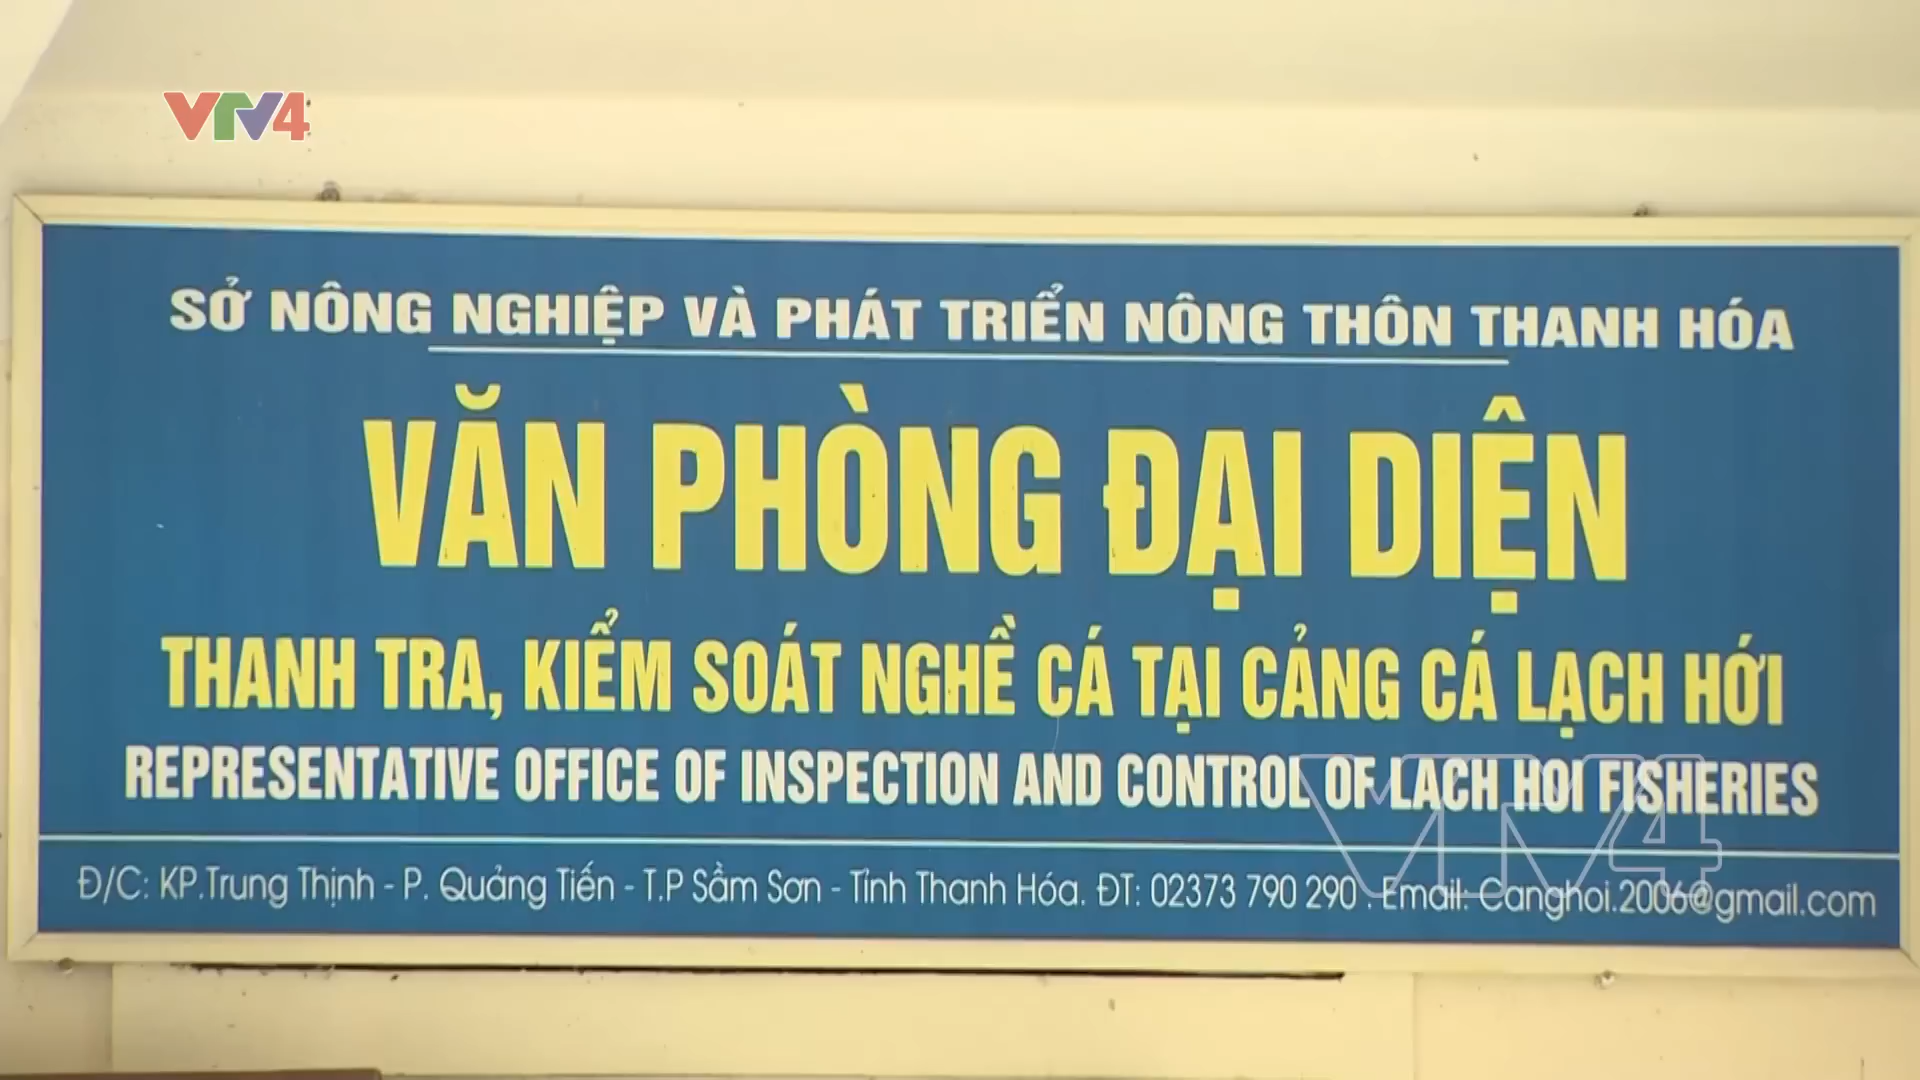 VTV4
SỞ NÔNG NGHIỆP VÀ PHÁT TRIỂN NÔNG THÔN THANH HÓA
VĂN PHÒNG ĐẠI DIỆN
THANH TRA, KIỂM SOÁT NGHỀ CÁ TẠI CẢNG CÁ LẠCH HỚI
REPRESENTATIVE OFFICE OF INSPECTION AND CONTROL OF LACH HOI FISHERIES
VTV4
Đ/C: KP.Trung Thịnh - P. Quảng Tiến - T.P Sầm Sơn - Tỉnh Thanh Hóa. ĐT: 02373 790 290 . Email: Canghoi.2006@gmail.com